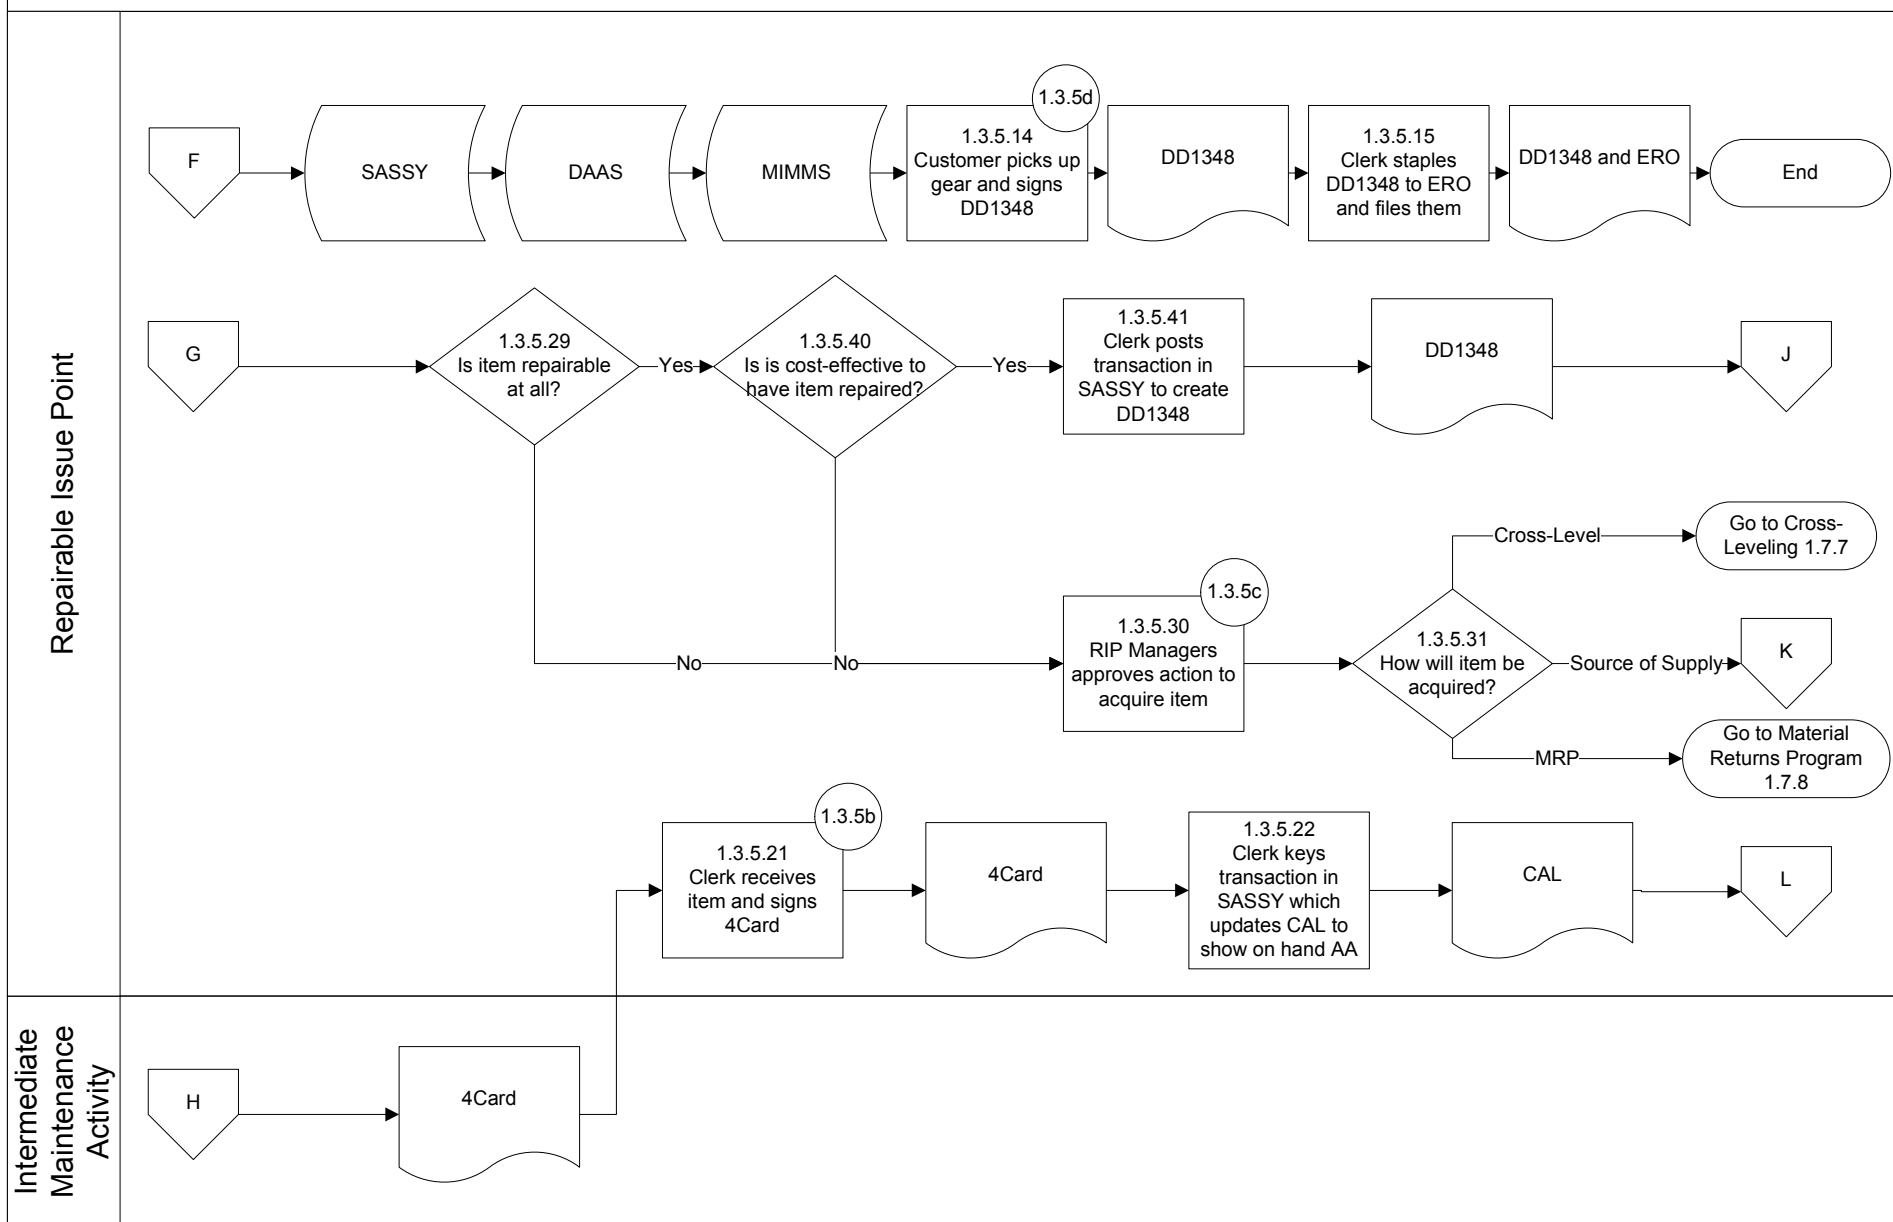 Repairable Issue Point
F
SASSY
DAAS
MIMMS
1.3.5d
1.3.5.14
Customer picks up
gear and signs
DD1348
DD1348
1.3.5.15
Clerk staples
DD1348 to ERO
and files them
DD1348 and ERO
End
G
1.3.5.29
Is item repairable
at all?
Yes
1.3.5.40
Is is cost-effective to
have item repaired?
Yes
1.3.5.41
Clerk posts
transaction in
SASSY to create
DD1348
DD1348
J
No
No
1.3.5c
1.3.5.30
RIP Managers
approves action to
acquire item
1.3.5.31
How will item be
acquired?
Cross-Level
Go to Cross-
Leveling 1.7.7
Source of Supply
K
MRP
Go to Material
Returns Program
1.7.8
1.3.5b
1.3.5.21
Clerk receives
item and signs
4Card
4Card
1.3.5.22
Clerk keys
transaction in
SASSY which
updates CAL to
show on hand AA
CAL
L
Intermediate
Maintenance
Activity
H
4Card